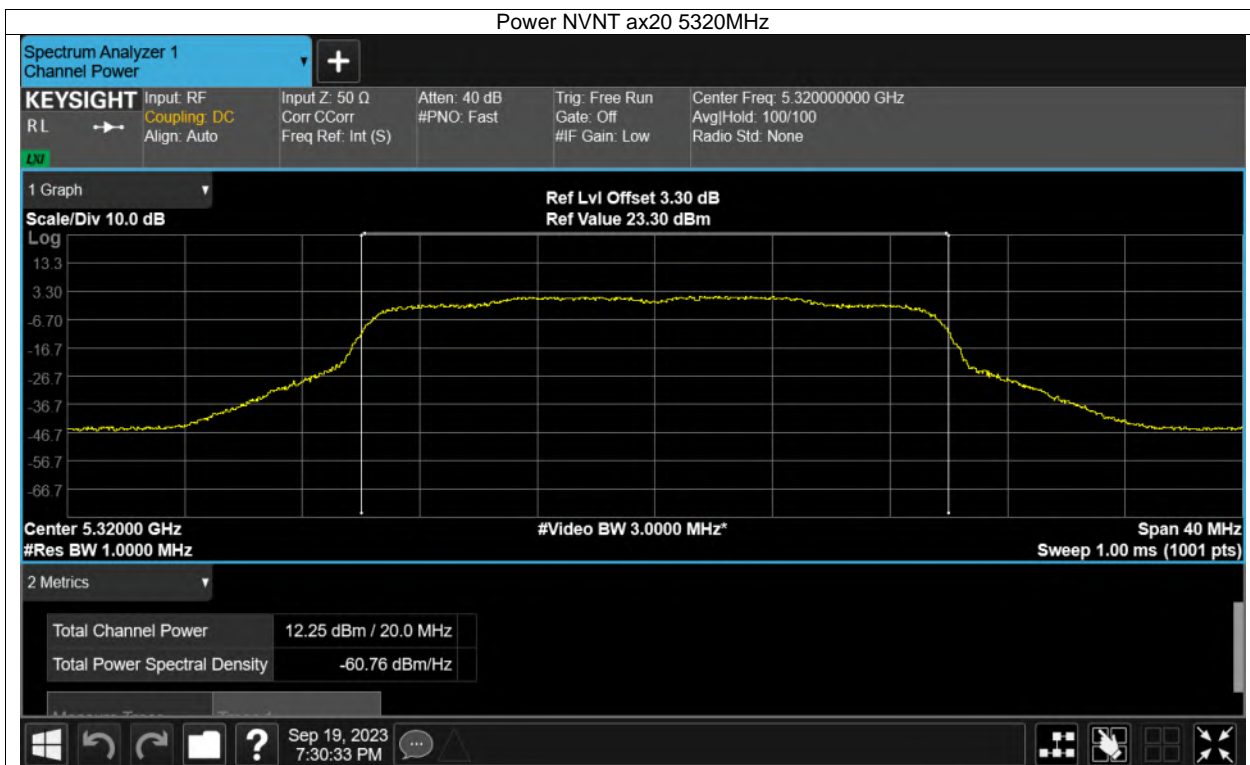 Power NVNT ax20 5320MHz
Spectrum Analyzer 1
Channel Power
KEYSIGHT
RL
LXI
Input: RF
Coupling: DC
Align: Auto
Input Z: 50 Ω
Corr CCorr
Freq Ref: Int (S)
Atten: 40 dB
#PNO: Fast
Trig: Free Run
Gate: Off
#IF Gain: Low
Center Freq: 5.320000000 GHz
Avg|Hold: 100/100
Radio Std: None
1 Graph
Scale/Div 10.0 dB
Ref Lvl Offset 3.30 dB
Ref Value 23.30 dBm
Log
13.3
3.30
-6.70
-16.7
-26.7
-36.7
-46.7
-56.7
-66.7
Center 5.32000 GHz
#Res BW 1.0000 MHz
#Video BW 3.0000 MHz*
Span 40 MHz
Sweep 1.00 ms (1001 pts)
2 Metrics
Total Channel Power 12.25 dBm / 20.0 MHz
Total Power Spectral Density -60.76 dBm/Hz
?
Sep 19, 2023
7:30:33 PM